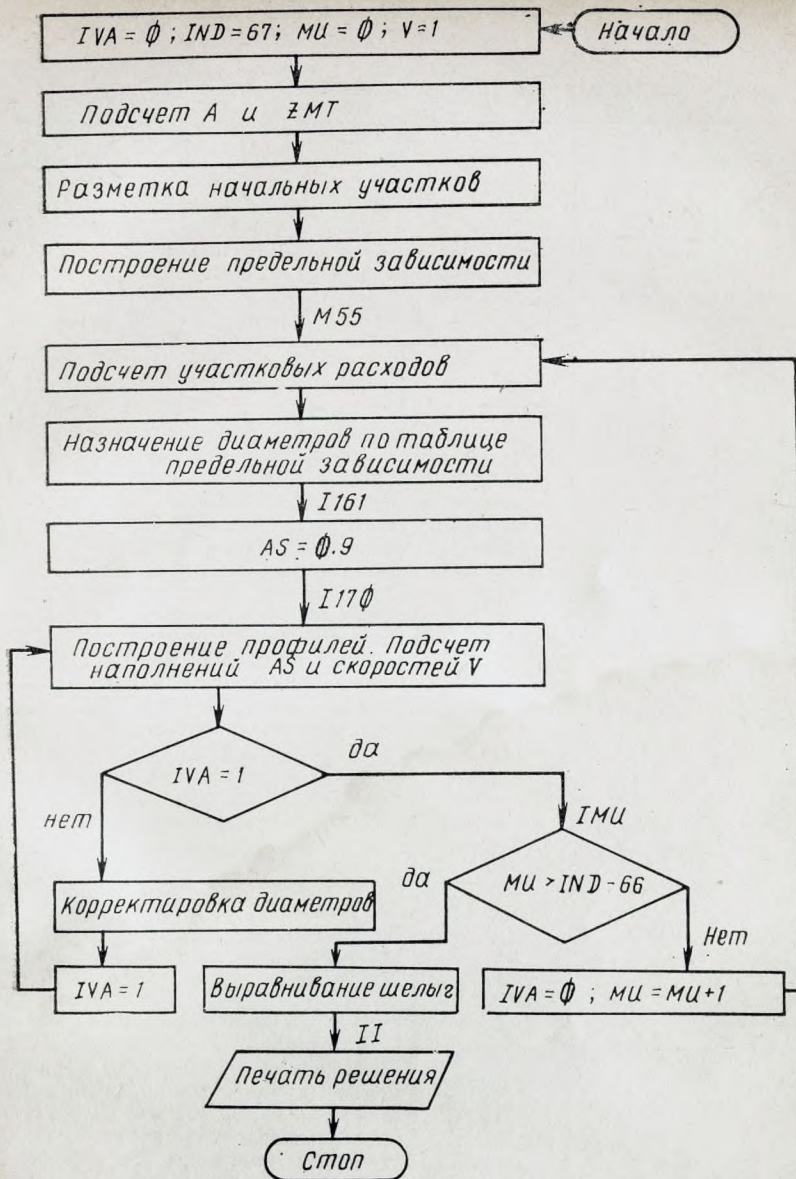 IVA = ϕ ; IND = 67; MU = ϕ ; V = 1
Начало
Подсчет A и ZMT
Разметка начальных участков
Построение предельной зависимости
M55
Подсчет участковых расходов
Назначение диаметров по таблице
предельной зависимости
I161
AS = ϕ.9
I17ϕ
Построение профилей. Подсчет
наполнений AS и скоростей V
IVA = 1
да
нет
IMU
MU > IND - 66
да
Нет
Корректировка диаметров
IVA = 1
Выравнивание шелыг
IVA = ϕ ; MU = MU + 1
II
Печать решения
Стоп